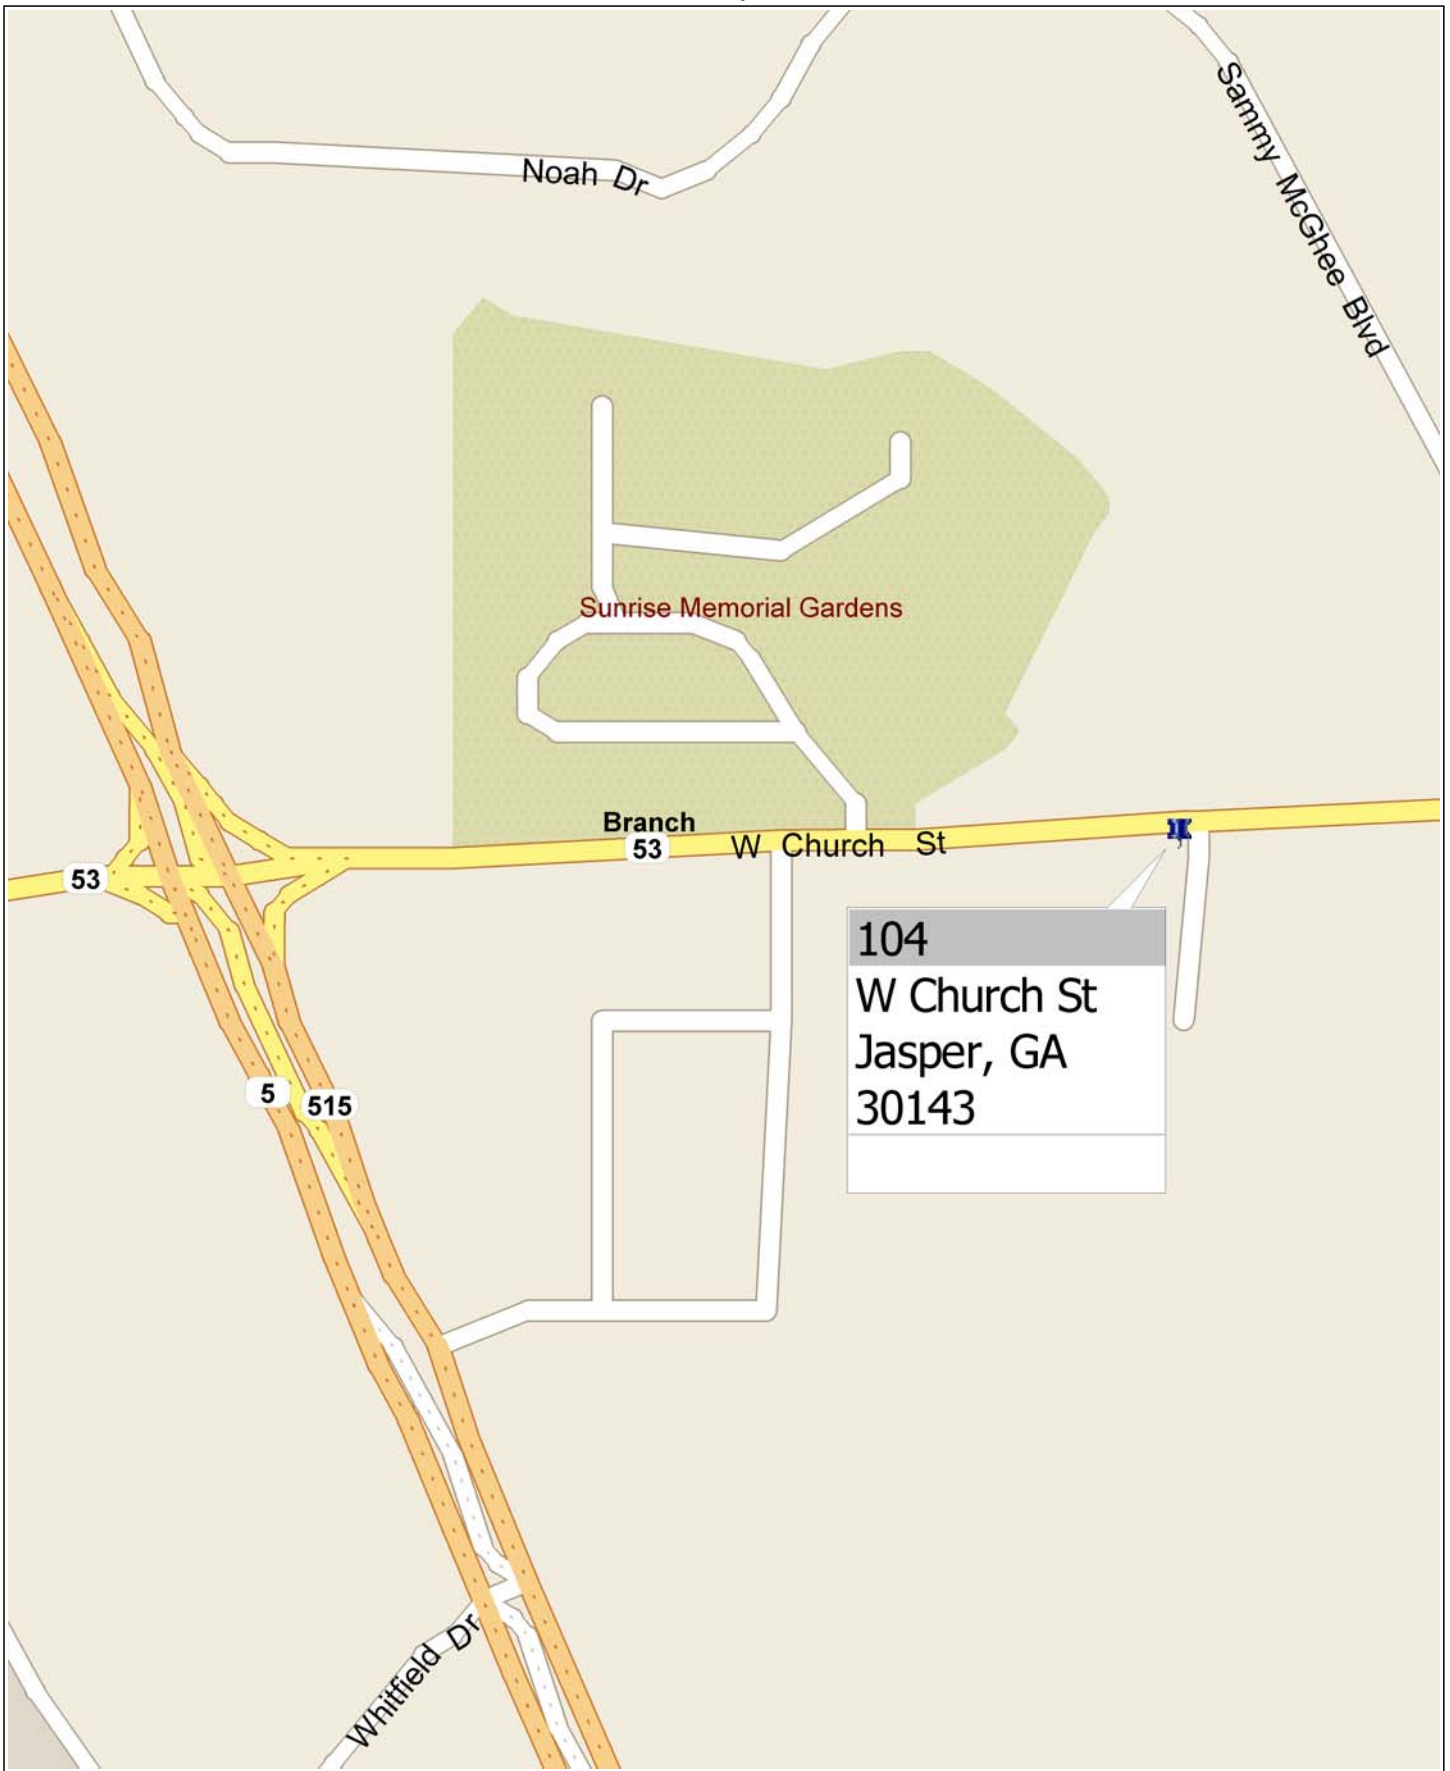 Noah Dr
Sammy McGhee Blvd
Sunrise Memorial Gardens
Branch
53
W Church St
53
104
W Church St
Jasper, GA
30143
5
515
Whitfield Dr